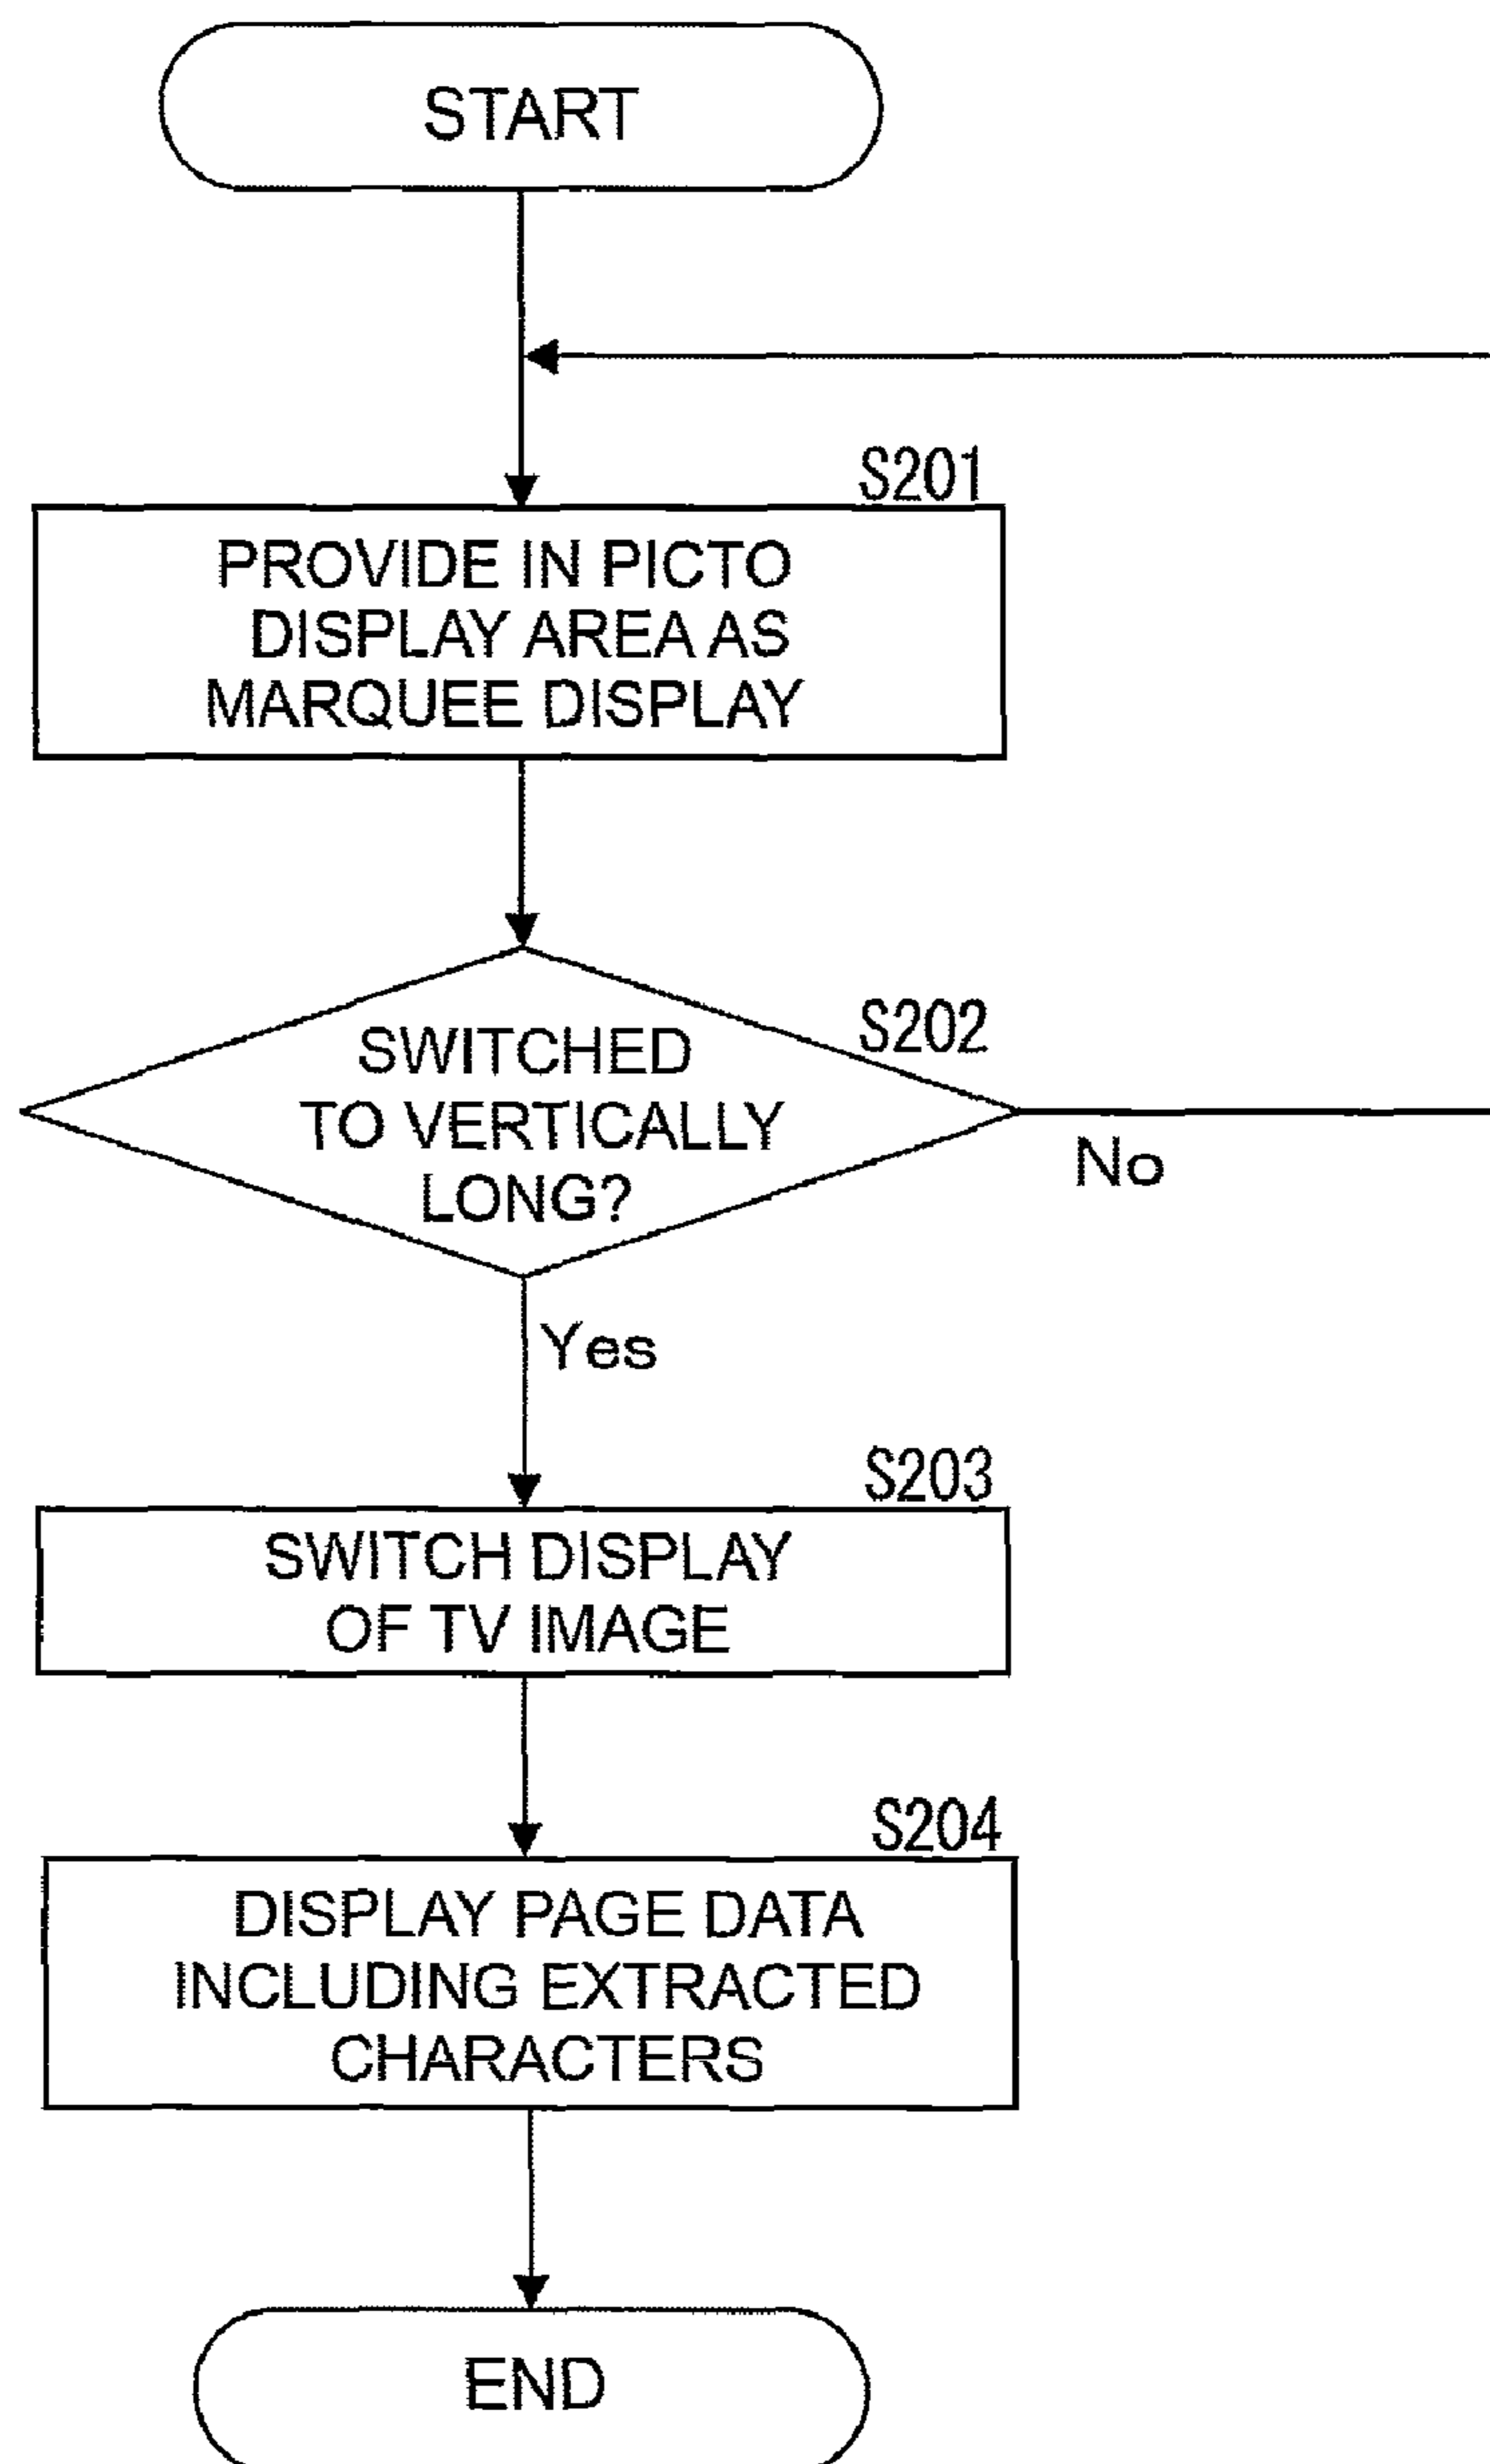 START
S201
PROVIDE IN PICTO
DISPLAY AREA AS
MARQUEE DISPLAY
S202
SWITCHED
TO VERTICALLY
LONG?
No
Yes
S203
SWITCH DISPLAY
OF TV IMAGE
S204
DISPLAY PAGE DATA
INCLUDING EXTRACTED
CHARACTERS
END